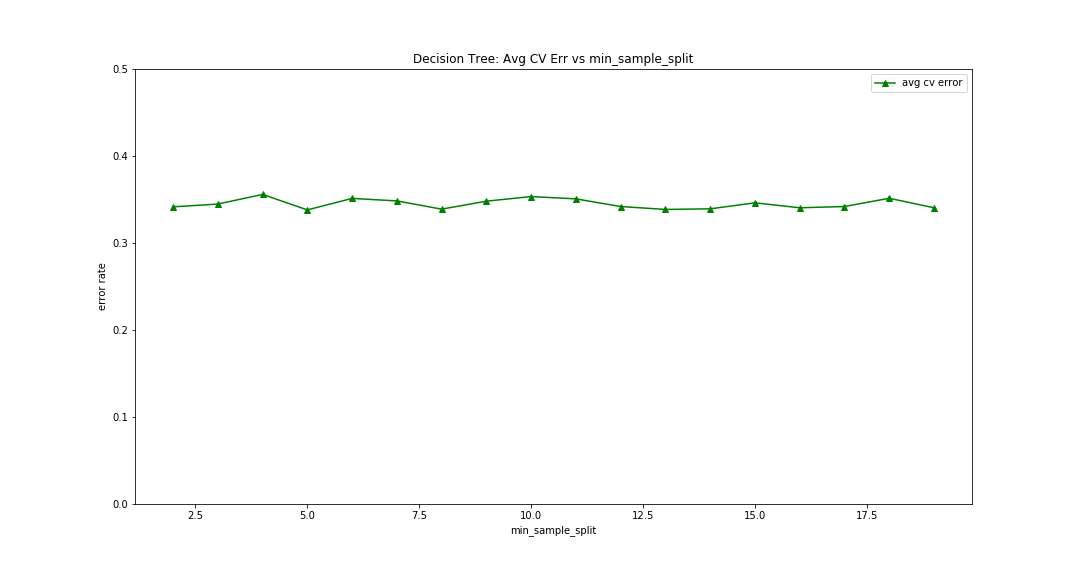 Decision Tree: Avg CV Err vs min_sample_split
avg cv error
0.5
0.4
0.3
0.2
0.1
0.0
error rate
2.5 5.0 7.5 10.0 12.5 15.0 17.5
min_sample_split